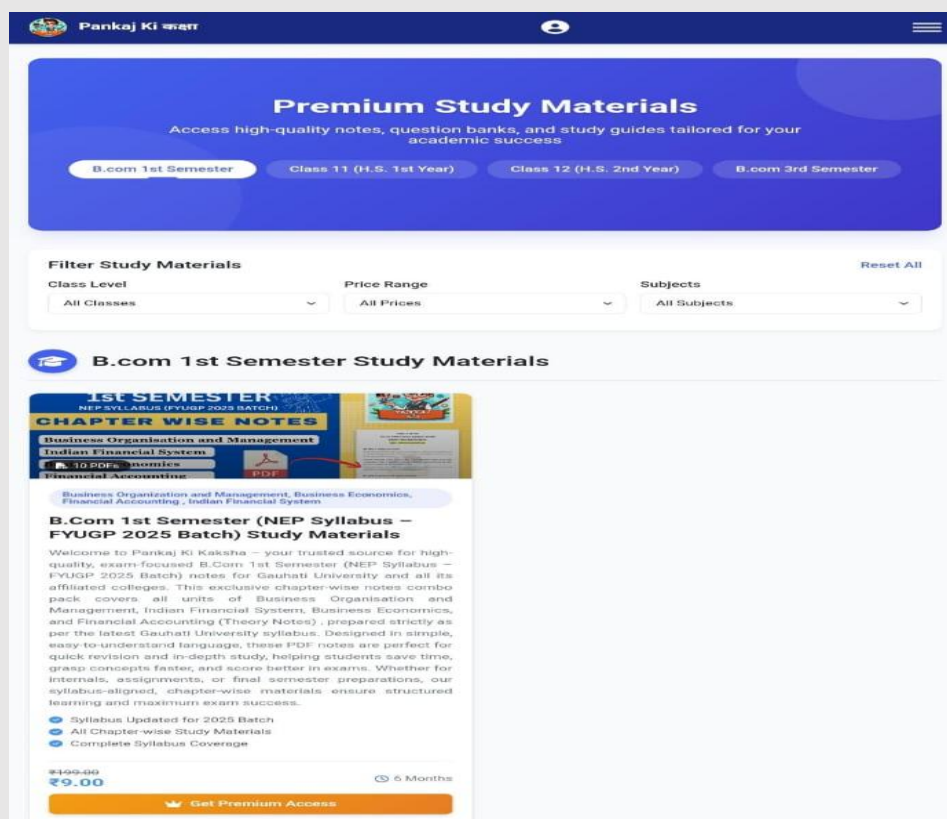 Pankaj Ki कक्षा
Premium Study Materials
Access high-quality notes, question banks, and study guides tailored for your
academic success
B.com 1st Semester
Class 11 (H.S. 1st Year)
Class 12 (H.S. 2nd Year)
B.com 3rd Semester
Filter Study Materials
Reset All
Class Level
Price Range
Subjects
All Classes
All Prices
All Subjects
B.com 1st Semester Study Materials
1st SEMESTER
NEP SYLLABUS (FYUGP 2025 BATCH)
CHAPTER WISE NOTES
Business Organisation and Management
Indian Financial System
10 PDFs
Financial Accounting
PDF
Business Organization and Management, Business Economics,
Financial Accounting , Indian Financial System
B.Com 1st Semester (NEP Syllabus –
FYUGP 2025 Batch) Study Materials
Welcome to Pankaj Ki Kaksha – your trusted source for high-
quality, exam-focused B.Com 1st Semester (NEP Syllabus –
FYUGP 2025 Batch) notes for Gauhati University and all its
affiliated colleges. This exclusive chapter-wise notes combo
pack covers all units of Business Organisation and
Management, Indian Financial System, Business Economics,
and Financial Accounting (Theory Notes) , prepared strictly as
per the latest Gauhati University syllabus. Designed in simple,
easy-to-understand language, these PDF notes are perfect for
quick revision and in-depth study, helping students save time,
grasp concepts faster, and score better in exams. Whether for
internals, assignments, or final semester preparations, our
syllabus-aligned, chapter-wise materials ensure structured
learning and maximum exam success.
Syllabus Updated for 2025 Batch
All Chapter-wise Study Materials
Complete Syllabus Coverage
₹199.00
₹9.00
6 Months
Get Premium Access